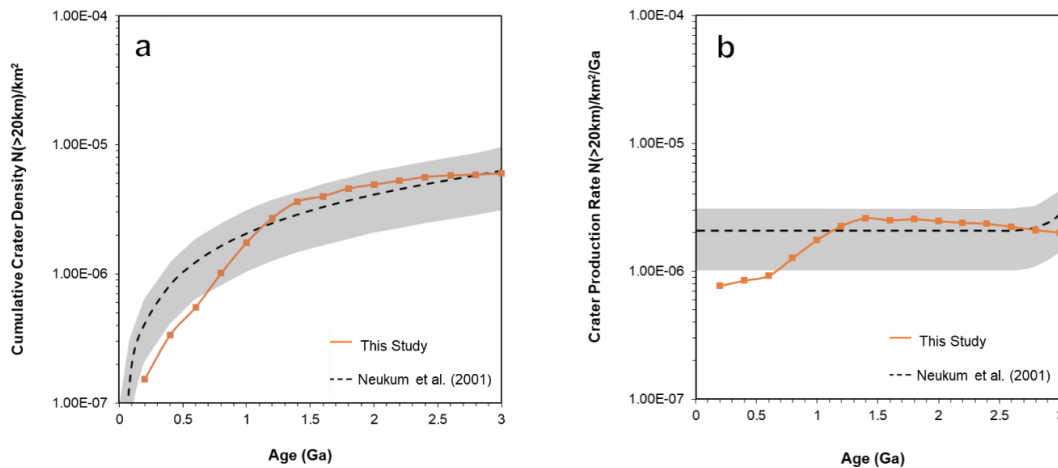 a
Cumulative Crater Density N(>20km)/km²
1.00E-04
1.00E-05
1.00E-06
1.00E-07
0 0.5 1 1.5 2 2.5 3
Age (Ga)
This Study
Neukum et al. (2001)
b
Crater Production Rate N(>20km)/km²/Ga
1.00E-04
1.00E-05
1.00E-06
1.00E-07
0 0.5 1 1.5 2 2.5 3
Age (Ga)
This Study
Neukum et al. (2001)